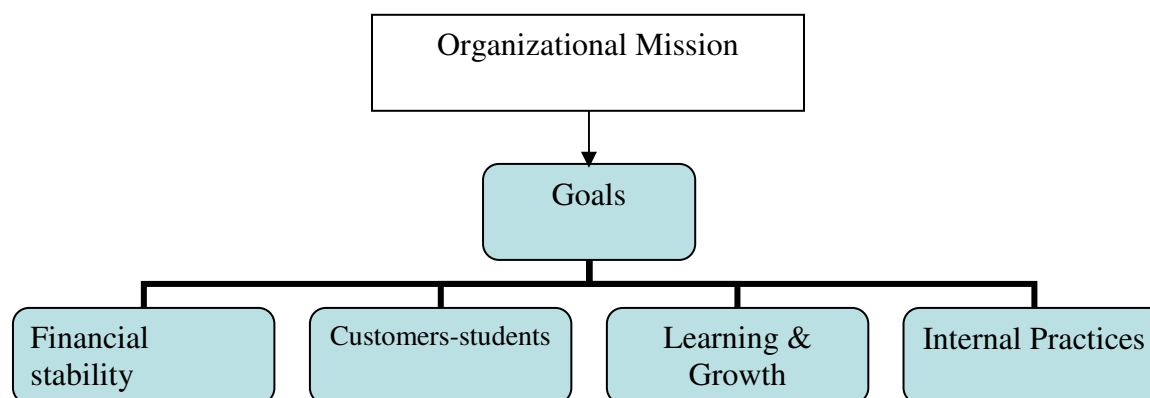 Organizational Mission
Goals
Financial
stability
Customers-students
Learning &
Growth
Internal Practices